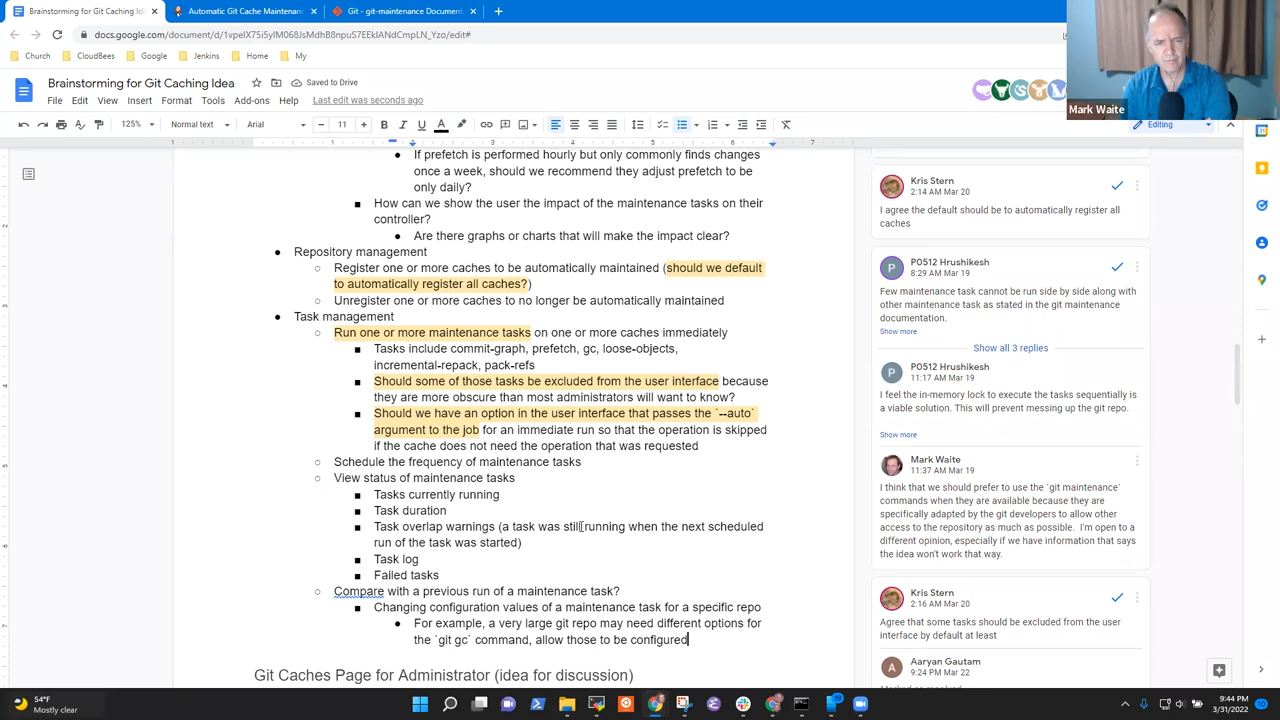 Brainstorming for Git Caching Ide
Automatic Git Cache Maintenanc
Git - git-maintenance Document
docs.google.com/document/d/1vpelX75i5yIM068JsMdhB8npuS7EEklANdCmpLN_Yzo/edit#
Church
CloudBees
Google
Jenkins
Home
My
Mark Waite
Brainstorming for Git Caching Idea
Saved to Drive
File Edit View Insert Format Tools Add-ons Help Last edit was seconds ago
125% Normal text Arial 11
Editing
If prefetch is performed hourly but only commonly finds changes
once a week, should we recommend they adjust prefetch to be
only daily?
How can we show the user the impact of the maintenance tasks on their
controller?
Are there graphs or charts that will make the impact clear?
Repository management
Register one or more caches to be automatically maintained (should we default
to automatically register all caches?)
Unregister one or more caches to no longer be automatically maintained
Task management
Run one or more maintenance tasks on one or more caches immediately
Tasks include commit-graph, prefetch, gc, loose-objects,
incremental-repack, pack-refs
Should some of those tasks be excluded from the user interface because
they are more obscure than most administrators will want to know?
Should we have an option in the user interface that passes the `--auto`
argument to the job for an immediate run so that the operation is skipped
if the cache does not need the operation that was requested
Schedule the frequency of maintenance tasks
View status of maintenance tasks
Tasks currently running
Task duration
Task overlap warnings (a task was still running when the next scheduled
run of the task was started)
Task log
Failed tasks
Compare with a previous run of a maintenance task?
Changing configuration values of a maintenance task for a specific repo
For example, a very large git repo may need different options for
the `git gc` command, allow those to be configured
Git Caches Page for Administrator (idea for discussion)
Kris Stern
2:14 AM Mar 20
I agree the default should be to automatically register all
caches
P0512 Hrushikesh
8:29 AM Mar 19
Few maintenance task cannot be run side by side along with
other maintenance task as stated in the git maintenance
documentation.
Show more
Show all 3 replies
P0512 Hrushikesh
11:17 AM Mar 19
I feel the in-memory lock to execute the tasks sequentially is
a viable solution. This will prevent messing up the git repo.
Show more
Mark Waite
11:37 AM Mar 19
I think that we should prefer to use the `git maintenance`
commands when they are available because they are
specifically adapted by the git developers to allow other
access to the repository as much as possible. I'm open to a
different opinion, especially if we have information that says
the idea won't work that way.
Kris Stern
2:16 AM Mar 20
Agree that some tasks should be excluded from the user
interface by default at least
Aaryan Gautam
9:24 PM Mar 22
54°F
Mostly clear
9:44 PM
3/31/2022